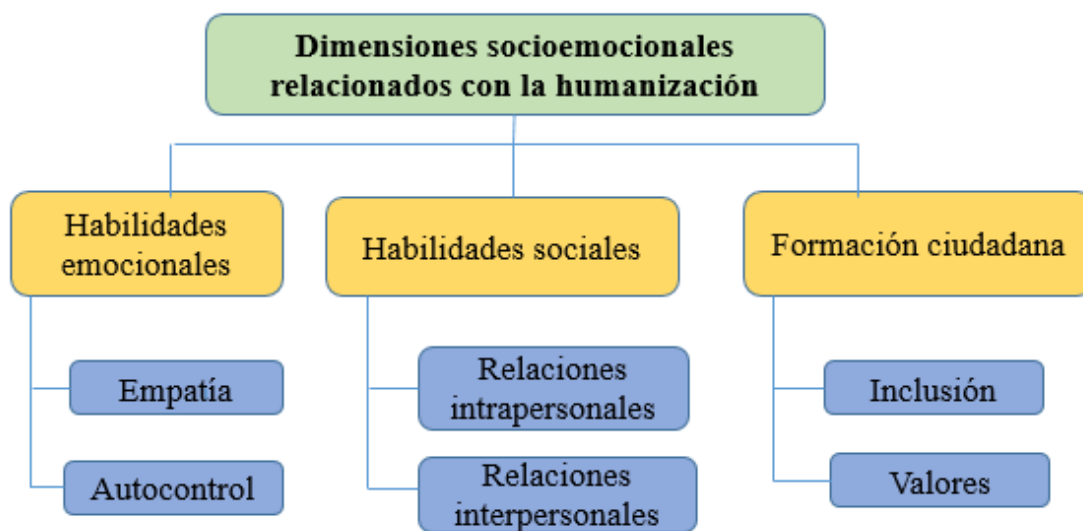 Dimensiones socioemocionales
relacionados con la humanización
Habilidades
emocionales
Habilidades sociales
Formación ciudadana
Empatía
Autocontrol
Relaciones
intrapersonales
Relaciones
interpersonales
Inclusión
Valores